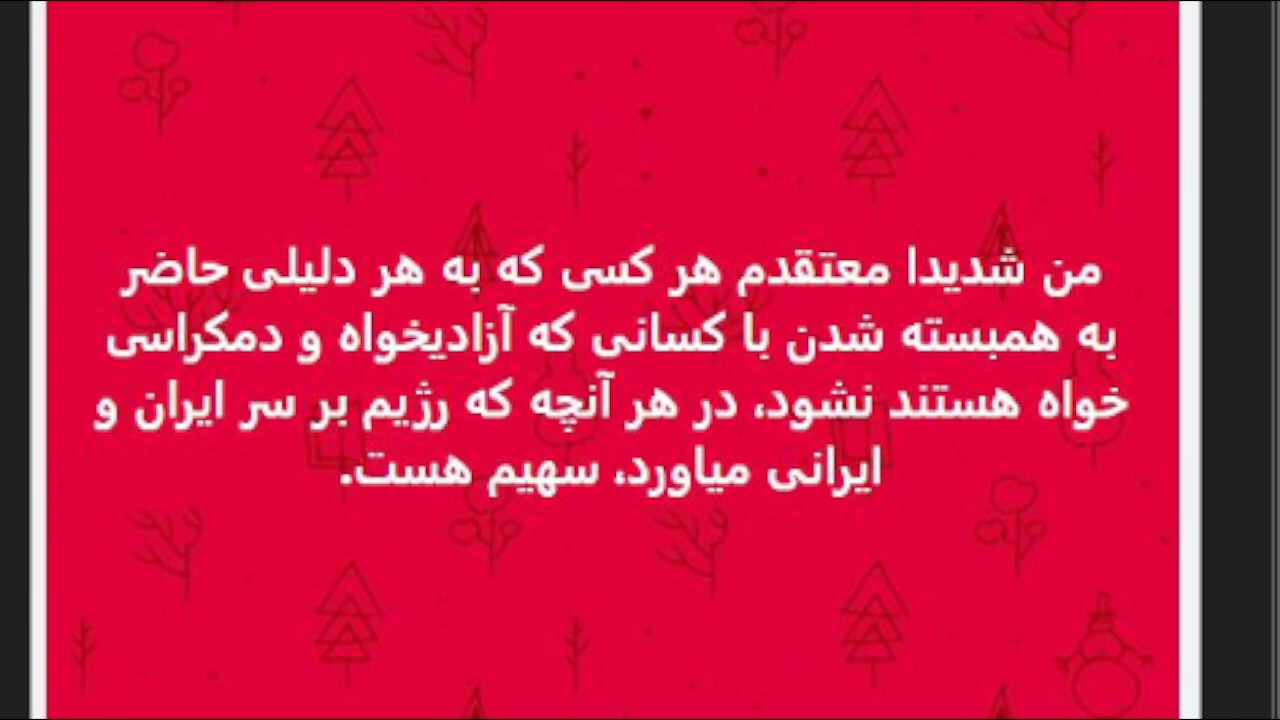 من شدیدا معتقدم هر کسی که به هر دلیلی حاضر
به همبسته شدن با کسانی که آزادیخواه و دمکراسی
خواه هستند نشود، در هر آنچه که رژیم بر سر ایران و
ایرانی میاورد، سهیم هست.